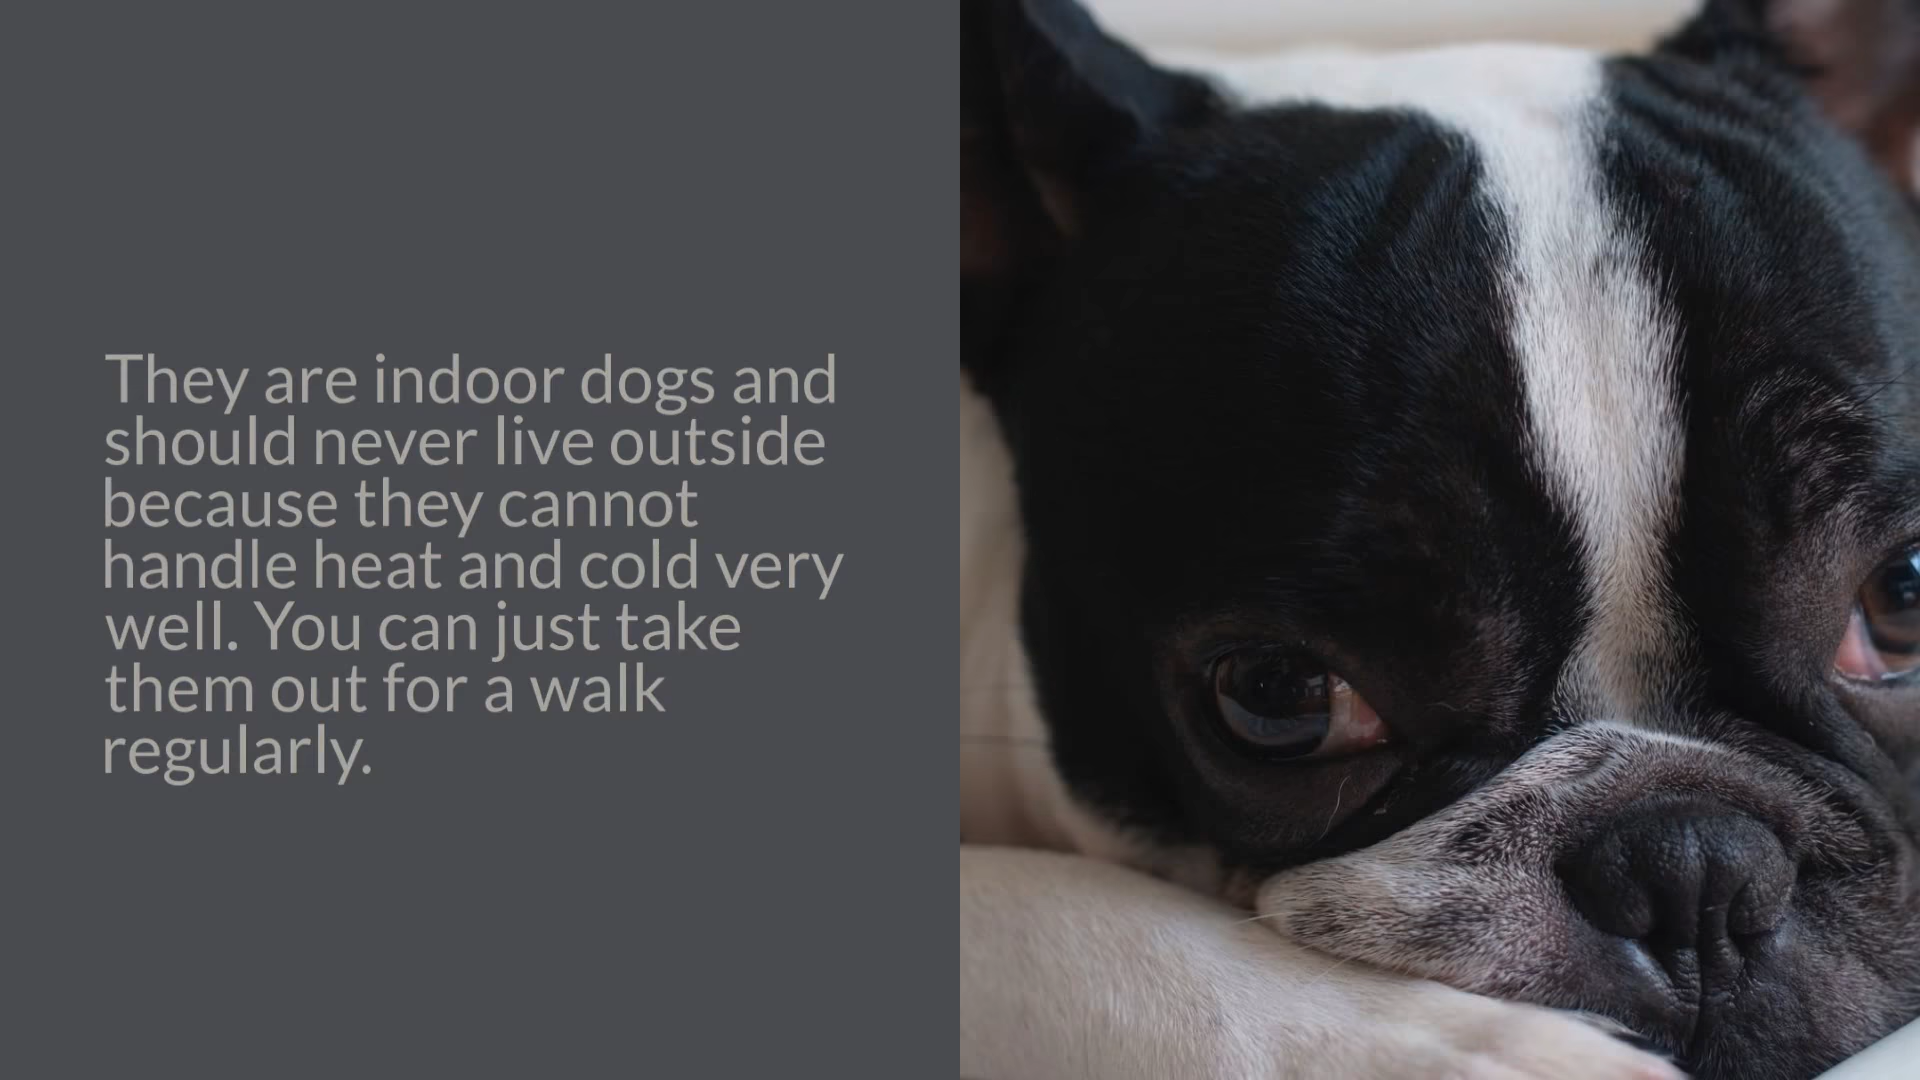 They are indoor dogs and
should never live outside
because they cannot
handle heat and cold very
well. You can just take
them out for a walk
regularly.